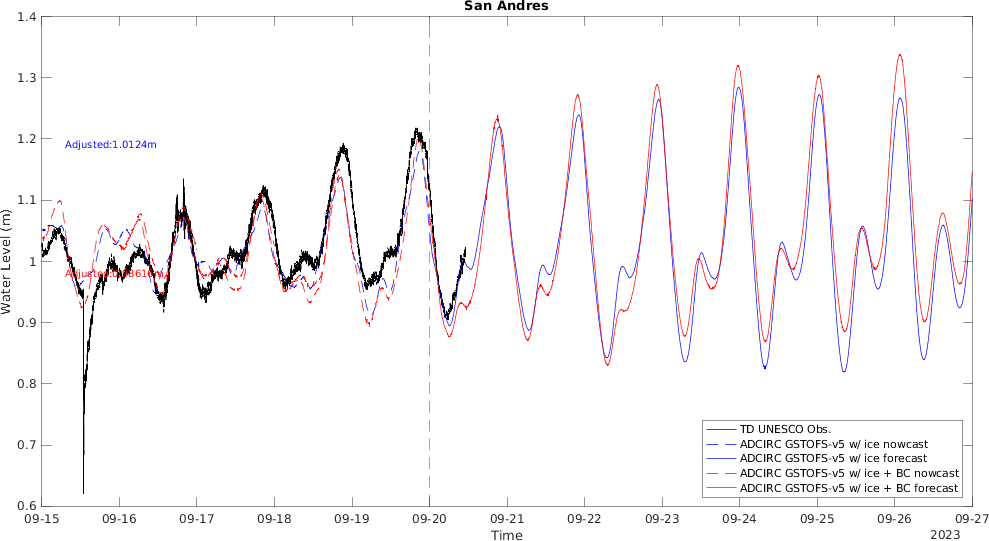 San Andres
1.4
1.3
1.2
1.1
1
0.9
0.8
0.7
0.6
Water Level (m)
Adjusted:1.0124m
09-15
09-16
09-17
09-18
09-19
09-20
09-21
09-22
09-23
09-24
09-25
09-26
09-27
Time
2023
TD UNESCO Obs.
ADCIRC GSTOFS-v5 w/ ice nowcast
ADCIRC GSTOFS-v5 w/ ice forecast
ADCIRC GSTOFS-v5 w/ ice + BC nowcast
ADCIRC GSTOFS-v5 w/ ice + BC forecast